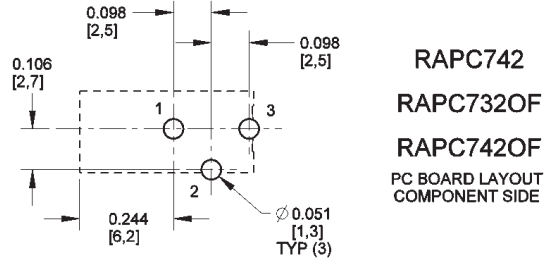 0.098
[2,5]
0.098
[2,5]
0.106
[2,7]
1
3
2
0.244
[6,2]
∅ 0.051
[1,3]
TYP (3)
RAPC742
RAPC732OF
RAPC742OF
PC BOARD LAYOUT
COMPONENT SIDE